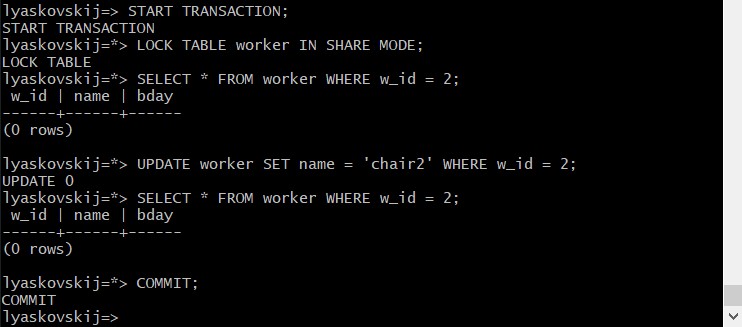 lyaskovskij=> START TRANSACTION;
START TRANSACTION
lyaskovskij=*> LOCK TABLE worker IN SHARE MODE;
LOCK TABLE
lyaskovskij=*> SELECT * FROM worker WHERE w_id = 2;
 w_id | name | bday
------+------+------
(0 rows)

lyaskovskij=*> UPDATE worker SET name = 'chair2' WHERE w_id = 2;
UPDATE 0
lyaskovskij=*> SELECT * FROM worker WHERE w_id = 2;
 w_id | name | bday
------+------+------
(0 rows)

lyaskovskij=*> COMMIT;
COMMIT
lyaskovskij=>